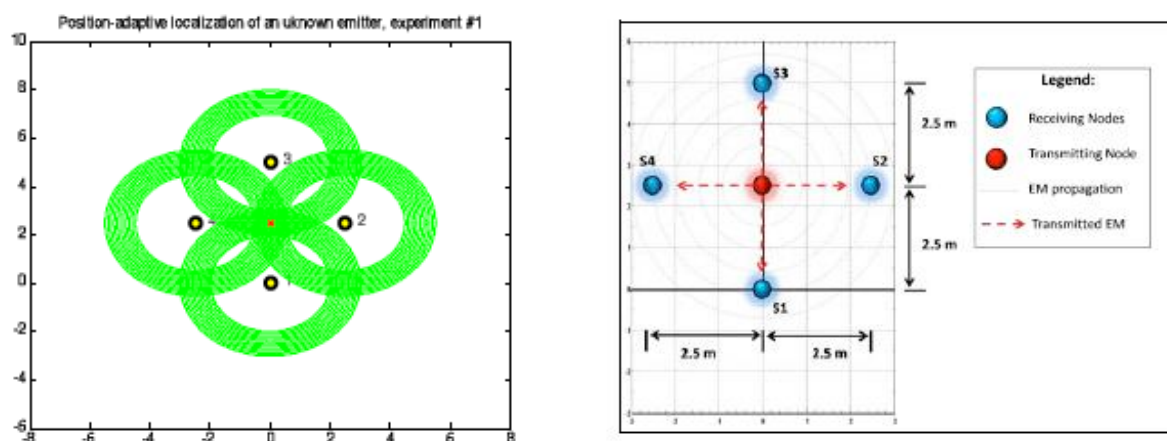 Position-adaptive localization of an uknown emitter, experiment #1
10
8
6
4
2
0
-2
-4
-6
-8 -6 -4 -2 0 2 4 6 8
3
2
S3
S4
S2
S1
2.5 m
2.5 m
2.5 m
2.5 m
Legend:
Receiving Nodes
Transmitting Node
EM propagation
Transmitted EM